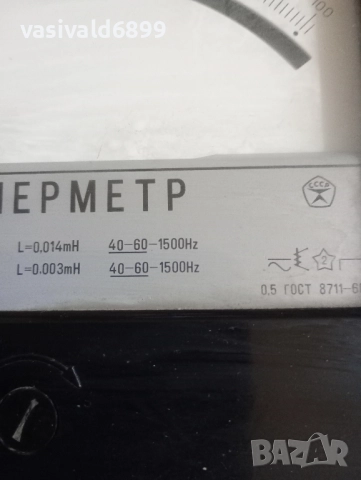 vasivald6899
100
ПЕРМЕТР
СССР
L=0,014mH 40-60-1500Hz
L=0.003mH 40-60-1500Hz
2
0,5 ГОСТ 8711-6
BAZAR